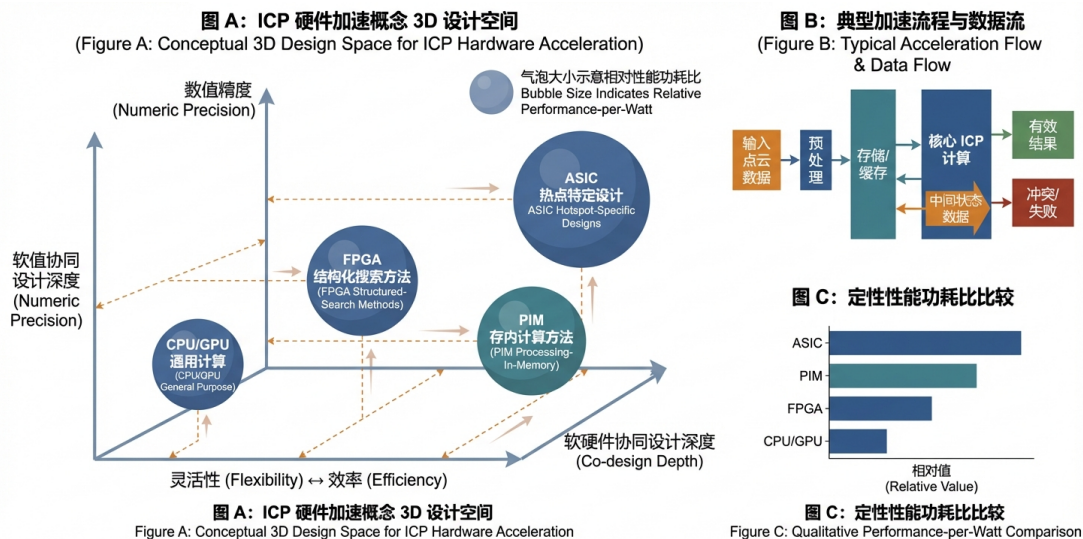 图 A：ICP 硬件加速概念 3D 设计空间
(Figure A: Conceptual 3D Design Space for ICP Hardware Acceleration)
数值精度
(Numeric Precision)
气泡大小示意相对性能功耗比
Bubble Size Indicates Relative
Performance-per-Watt
软值协同
设计深度
(Numeric
Precision)
ASIC
热点特定设计
ASIC Hotspot-Specific
Designs
FPGA
结构化搜索方法
(FPGA Structured-
Search Methods)
PIM
存内计算方法
(PIM Processing-
In-Memory)
CPU/GPU
通用计算
(CPU/GPU
General Purpose)
软硬件协同设计深度
(Co-design Depth)
灵活性 (Flexibility) ↔ 效率 (Efficiency)
图 A：ICP 硬件加速概念 3D 设计空间
Figure A: Conceptual 3D Design Space for ICP Hardware Acceleration
图 B：典型加速流程与数据流
(Figure B: Typical Acceleration Flow
& Data Flow)
输入
点云
数据
预
处
理
存储/
缓存
核心 ICP
计算
中间状态
数据
有效
结果
冲突/
失败
图 C：定性性能功耗比比较
ASIC
PIM
FPGA
CPU/GPU
相对值
(Relative Value)
图 C：定性性能功耗比比较
Figure C: Qualitative Performance-per-Watt Comparison